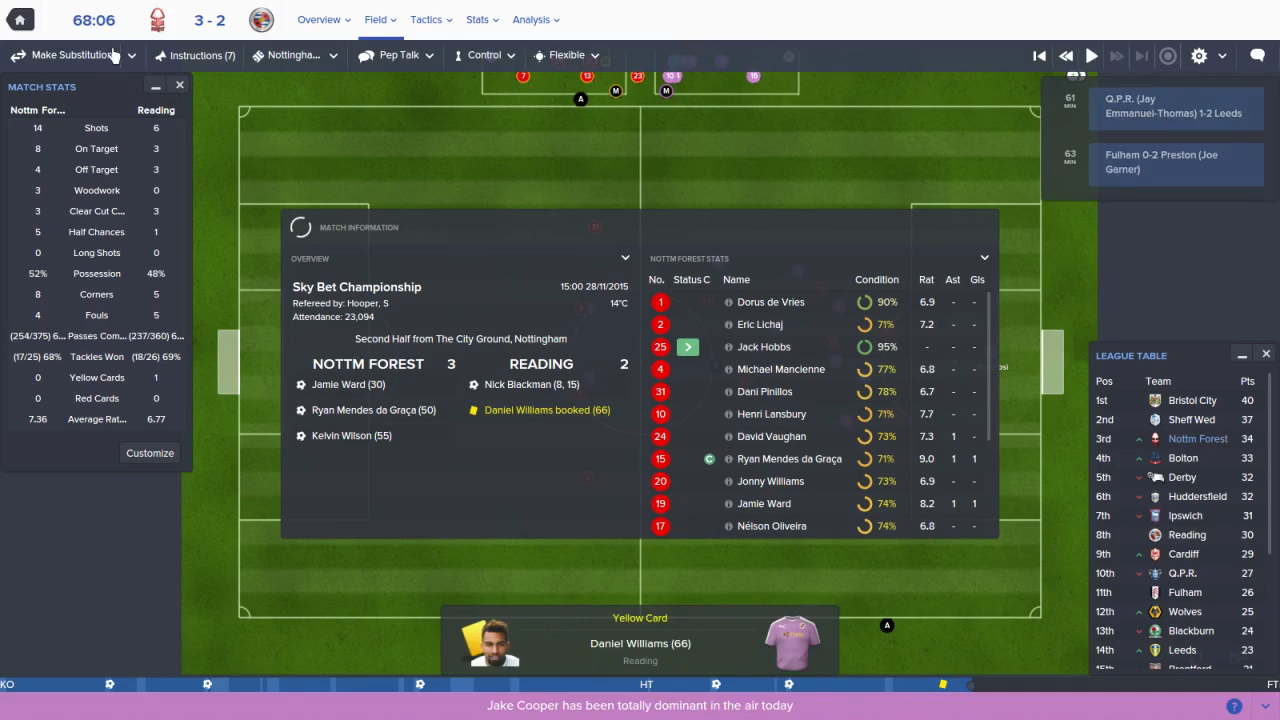 68:06
3 - 2
Overview
Field
Tactics
Stats
Analysis
Make Substitution
Instructions (7)
Nottingha...
Pep Talk
Control
Flexible
MATCH STATS
Nottm For... Reading
14 Shots 6
8 On Target 3
4 Off Target 3
3 Woodwork 0
3 Clear Cut C... 3
5 Half Chances 1
0 Long Shots 0
52% Possession 48%
8 Corners 5
4 Fouls 5
(254/375) 6... Passes Com... (237/360) 6...
(17/25) 68% Tackles Won (18/26) 69%
0 Yellow Cards 1
0 Red Cards 0
7.36 Average Rat... 6.77
Customize
7 13 23 10 16
A M M
61 MIN
Q.P.R. (Jay
Emmanuel-Thomas) 1-2 Leeds
63 MIN
Fulham 0-2 Preston (Joe
Garner)
MATCH INFORMATION
OVERVIEW
Sky Bet Championship 15:00 28/11/2015
Refereed by: Hooper, S 14°C
Attendance: 23,094
Second Half from The City Ground, Nottingham
NOTTM FOREST 3 READING 2
Jamie Ward (30) Nick Blackman (8, 15)
Ryan Mendes da Graça (50) Daniel Williams booked (66)
Kelvin Wilson (55)
NOTTM FOREST STATS
No. Status C Name Condition Rat Ast Gls
1 Dorus de Vries 90% 6.9 - -
2 Eric Lichaj 71% 7.2 - -
25 Jack Hobbs 95% - - -
4 Michael Mancienne 77% 6.8 - -
31 Dani Pinillos 78% 6.7 - -
10 Henri Lansbury 71% 7.7 - -
24 David Vaughan 73% 7.3 1 -
15 C Ryan Mendes da Graça 71% 9.0 1 1
20 Jonny Williams 73% 6.9 - -
19 Jamie Ward 74% 8.2 1 1
17 Nélson Oliveira 74% 6.8 - -
LEAGUE TABLE
Pos Team Pts
1st Bristol City 40
2nd Sheff Wed 37
3rd Nottm Forest 34
4th Bolton 33
5th Derby 32
6th Huddersfield 32
7th Ipswich 31
8th Reading 30
9th Cardiff 29
10th Q.P.R. 27
11th Fulham 26
12th Wolves 25
13th Blackburn 24
14th Leeds 23
15th Brentford 21
Yellow Card
Daniel Williams (66)
Reading
A
KO HT FT
Jake Cooper has been totally dominant in the air today
?